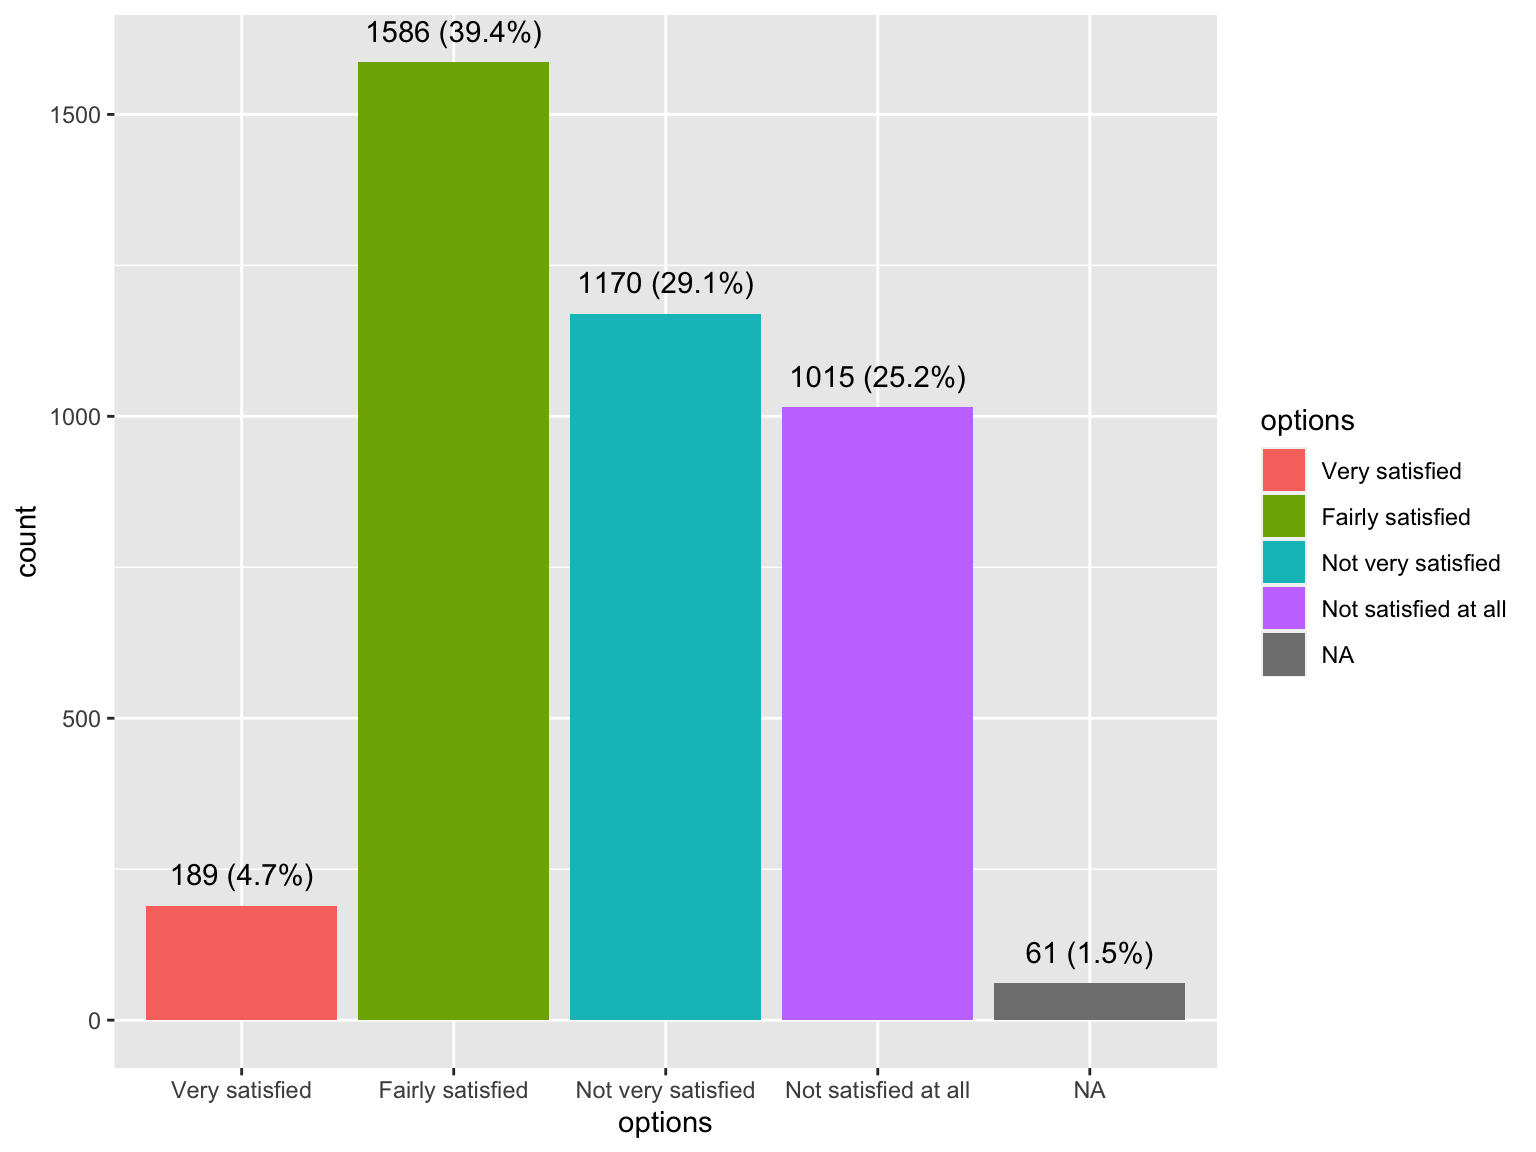 1586 (39.4%)
1500
1170 (29.1%)
1015 (25.2%)
1000
options
Very satisfied
Fairly satisfied
Not very satisfied
Not satisfied at all
NA
count
500
189 (4.7%)
61 (1.5%)
0
Very satisfied Fairly satisfied Not very satisfied Not satisfied at all NA
options